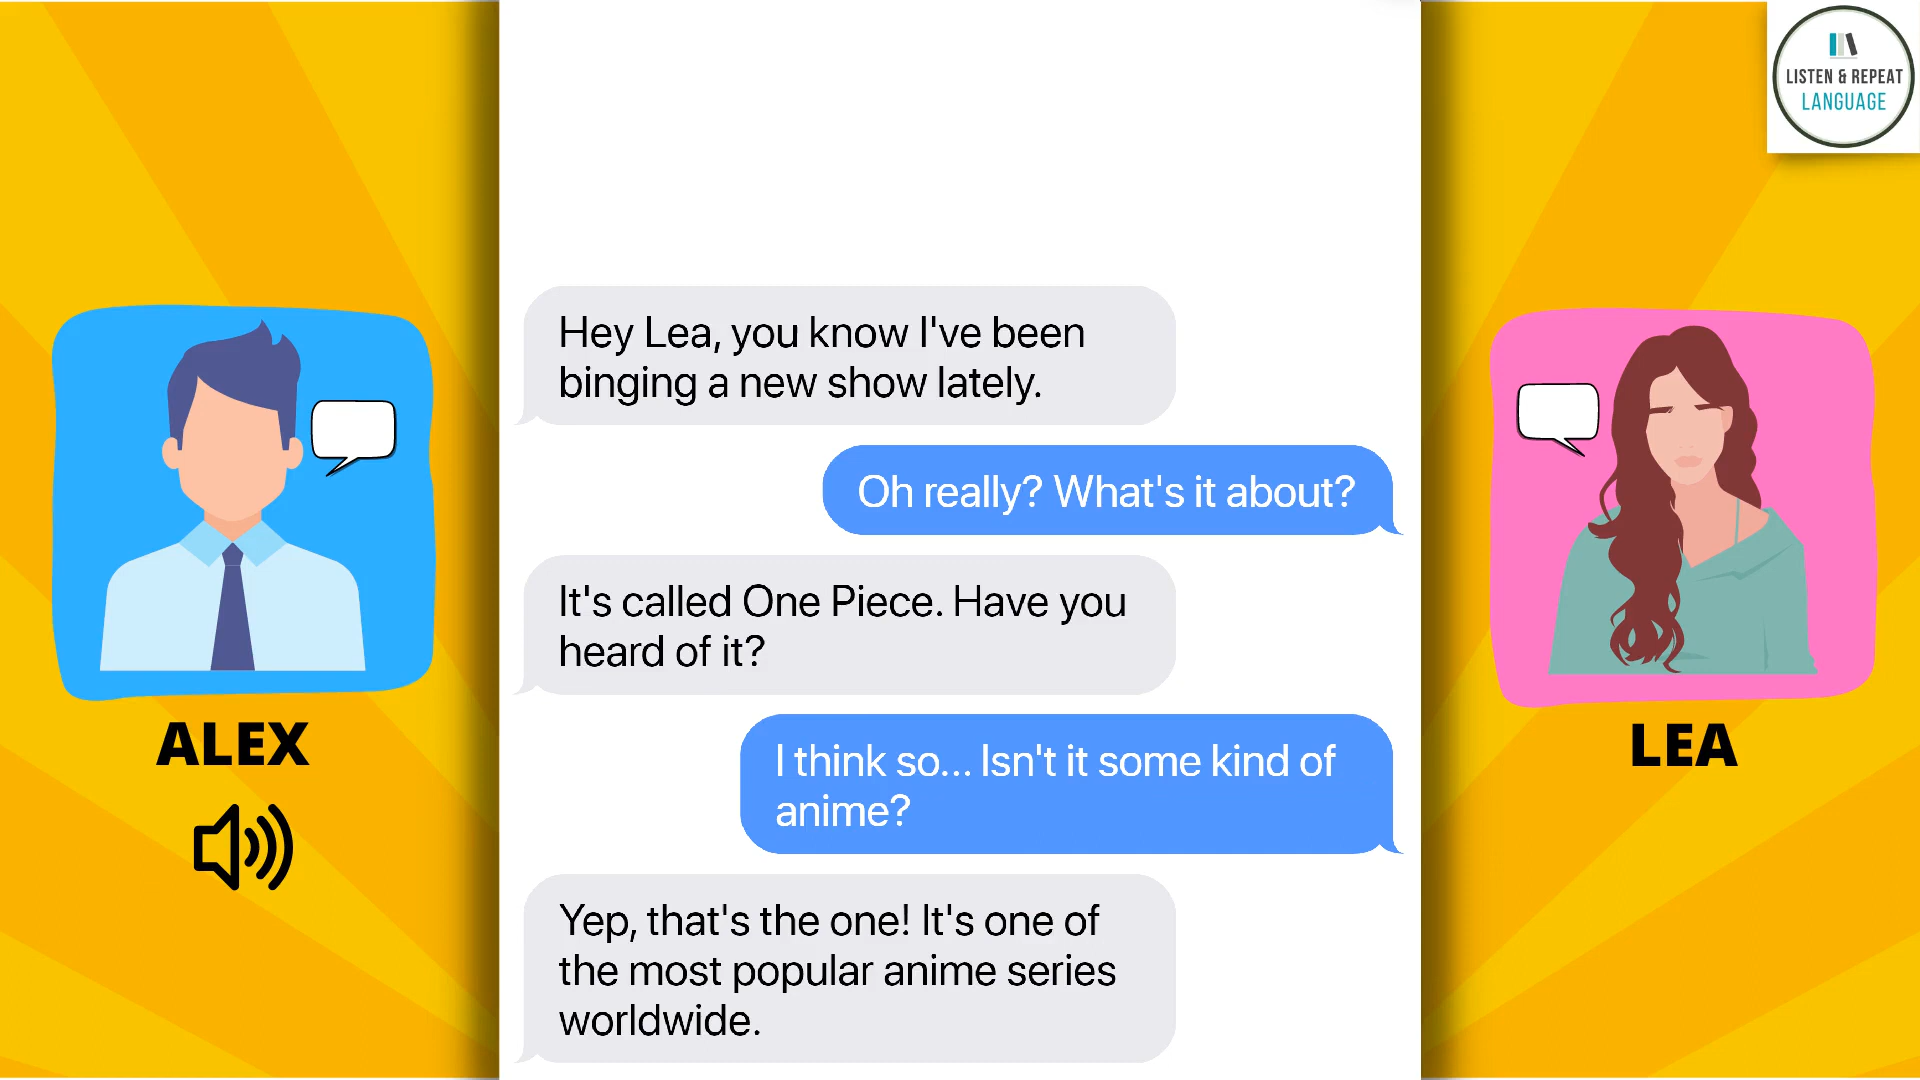 LISTEN & REPEAT
LANGUAGE
Hey Lea, you know I've been
binging a new show lately.
Oh really? What's it about?
It's called One Piece. Have you
heard of it?
I think so... Isn't it some kind of
anime?
Yep, that's the one! It's one of
the most popular anime series
worldwide.
ALEX
LEA